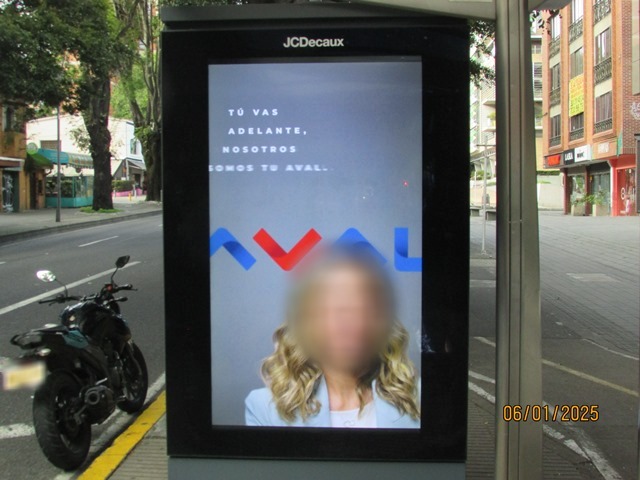 JCDecaux
TÚ VAS
ADELANTE,
NOSOTROS
SOMOS TU AVAL.
AVAL
06/01/2025